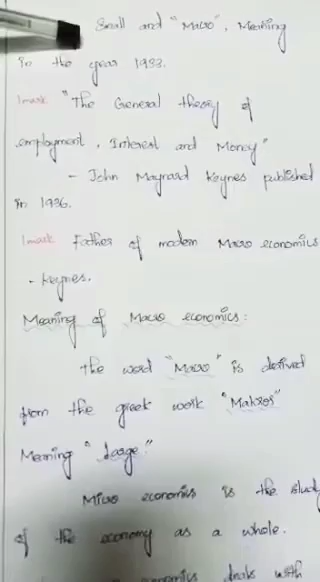 Small and "Macro", Meaning
in the year 1933.
1 mark "The General theory of
employment, Interest and Money"
- John Maynard Keynes published
in 1936.
1 mark Father of modern Macro economics
- Keynes.
Meaning of Macro economics:
The word "Macro" is derived
from the greek work "Makros"
Meaning "Large."
Micro economics is the study
of the economy as a whole.
deals with